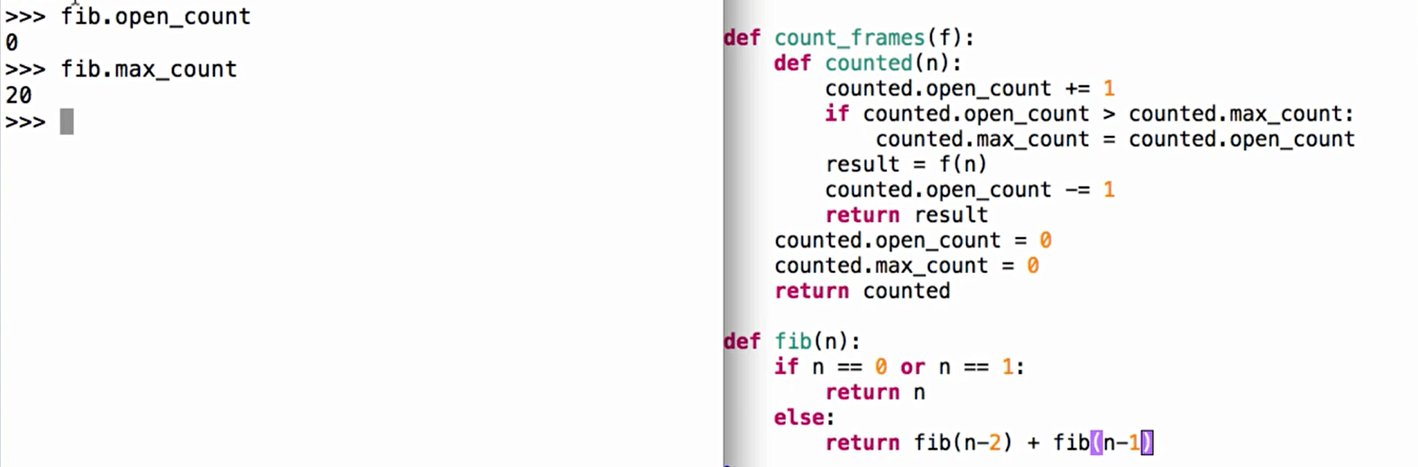 >>> fib.open_count
0
>>> fib.max_count
20
>>>
def count_frames(f):
    def counted(n):
        counted.open_count += 1
        if counted.open_count > counted.max_count:
            counted.max_count = counted.open_count
        result = f(n)
        counted.open_count -= 1
        return result
    counted.open_count = 0
    counted.max_count = 0
    return counted

def fib(n):
    if n == 0 or n == 1:
        return n
    else:
        return fib(n-2) + fib(n-1)